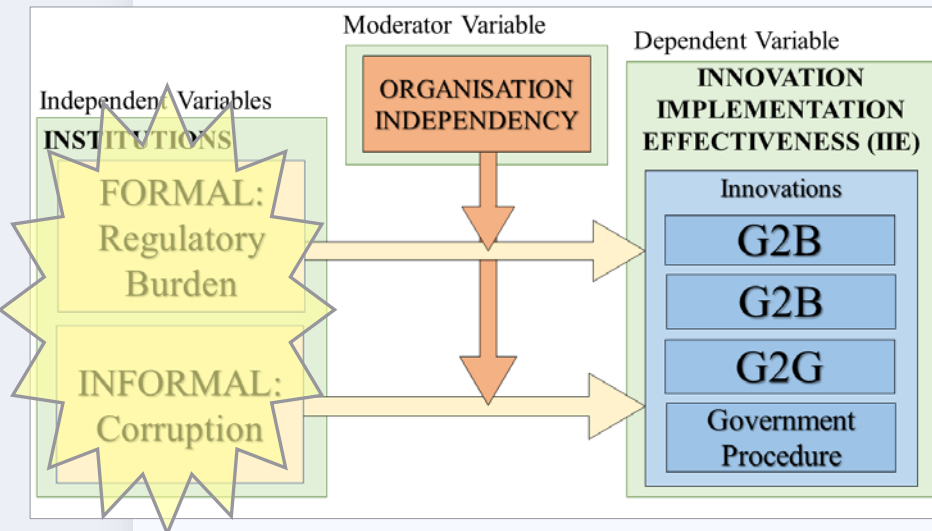 Moderator Variable
ORGANISATION
INDEPENDENCY
Independent Variables
INSTITUTIONS
FORMAL:
Regulatory
Burden
INFORMAL:
Corruption
Dependent Variable
INNOVATION
IMPLEMENTATION
EFFECTIVENESS (IIE)
Innovations
G2B
G2B
G2G
Government
Procedure